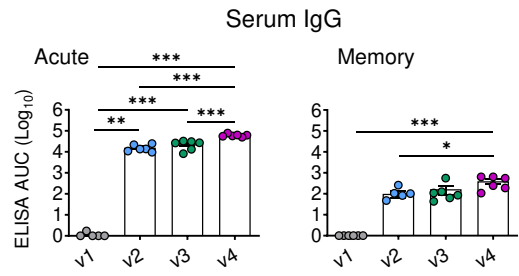 Serum IgG
Acute
Memory
***
***
***
***
**
***
*
ELISA AUC (Log₁₀)
6
5
4
3
2
1
0
6
5
4
3
2
1
0
v1
v2
v3
v4
v1
v2
v3
v4